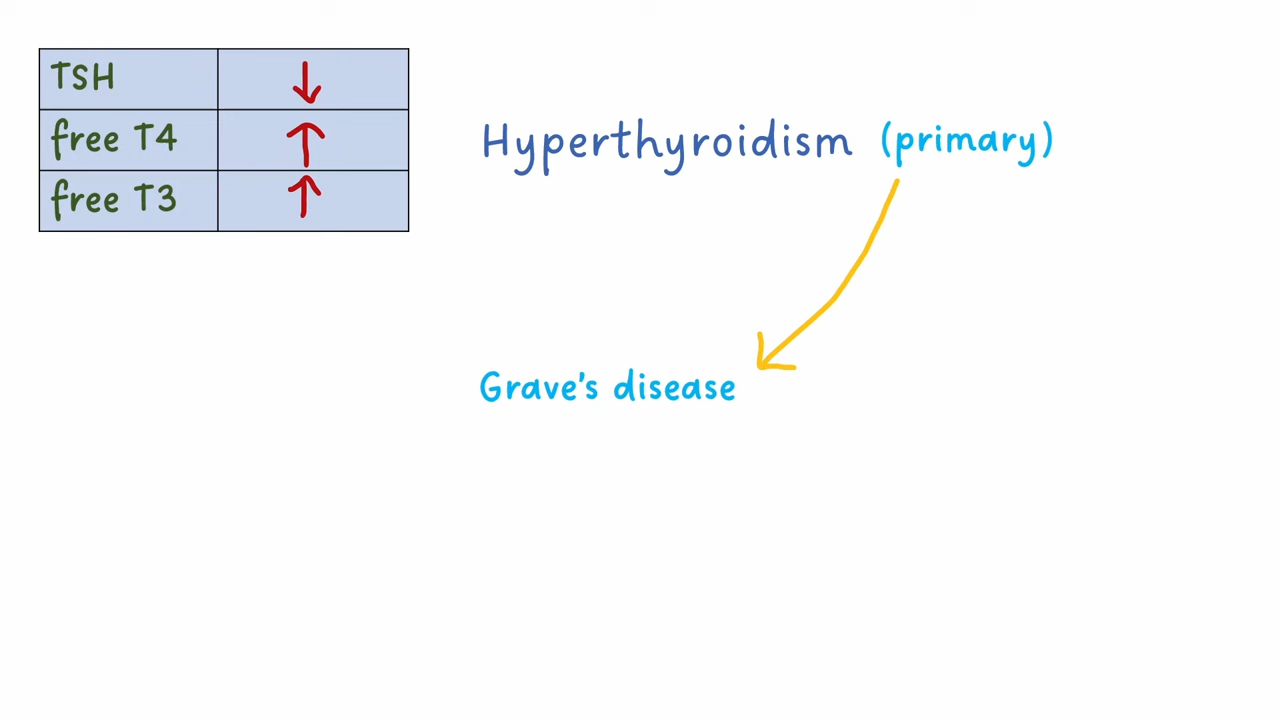 TSH ↓
free T4 ↑
free T3 ↑
Hyperthyroidism (primary)
Grave's disease